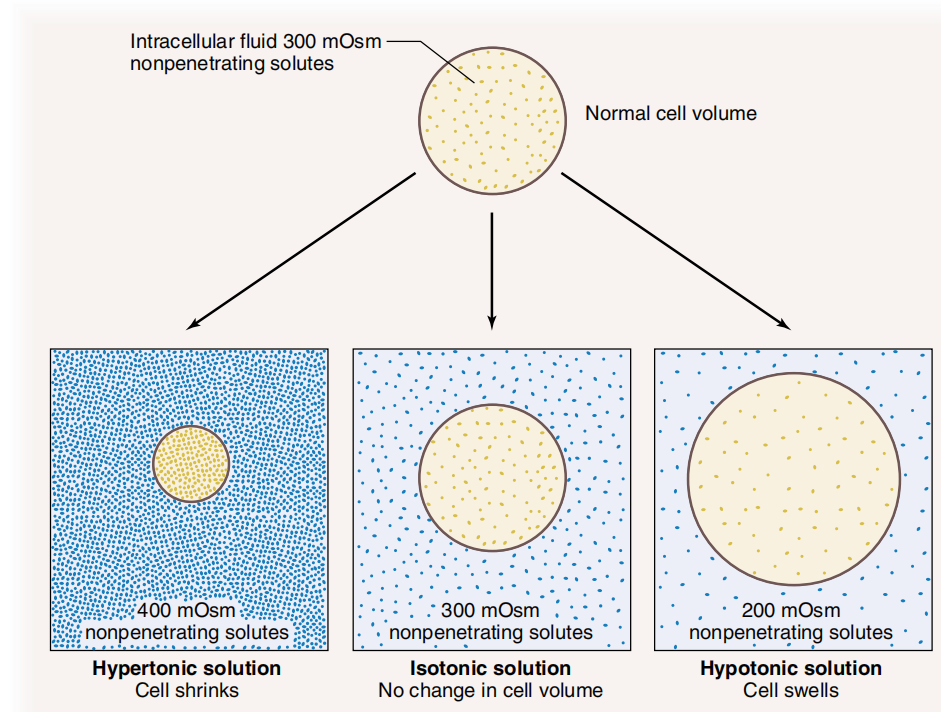 Intracellular fluid 300 mOsm
nonpenetrating solutes
Normal cell volume
400 mOsm
nonpenetrating solutes
Hypertonic solution
Cell shrinks
300 mOsm
nonpenetrating solutes
Isotonic solution
No change in cell volume
200 mOsm
nonpenetrating solutes
Hypotonic solution
Cell swells